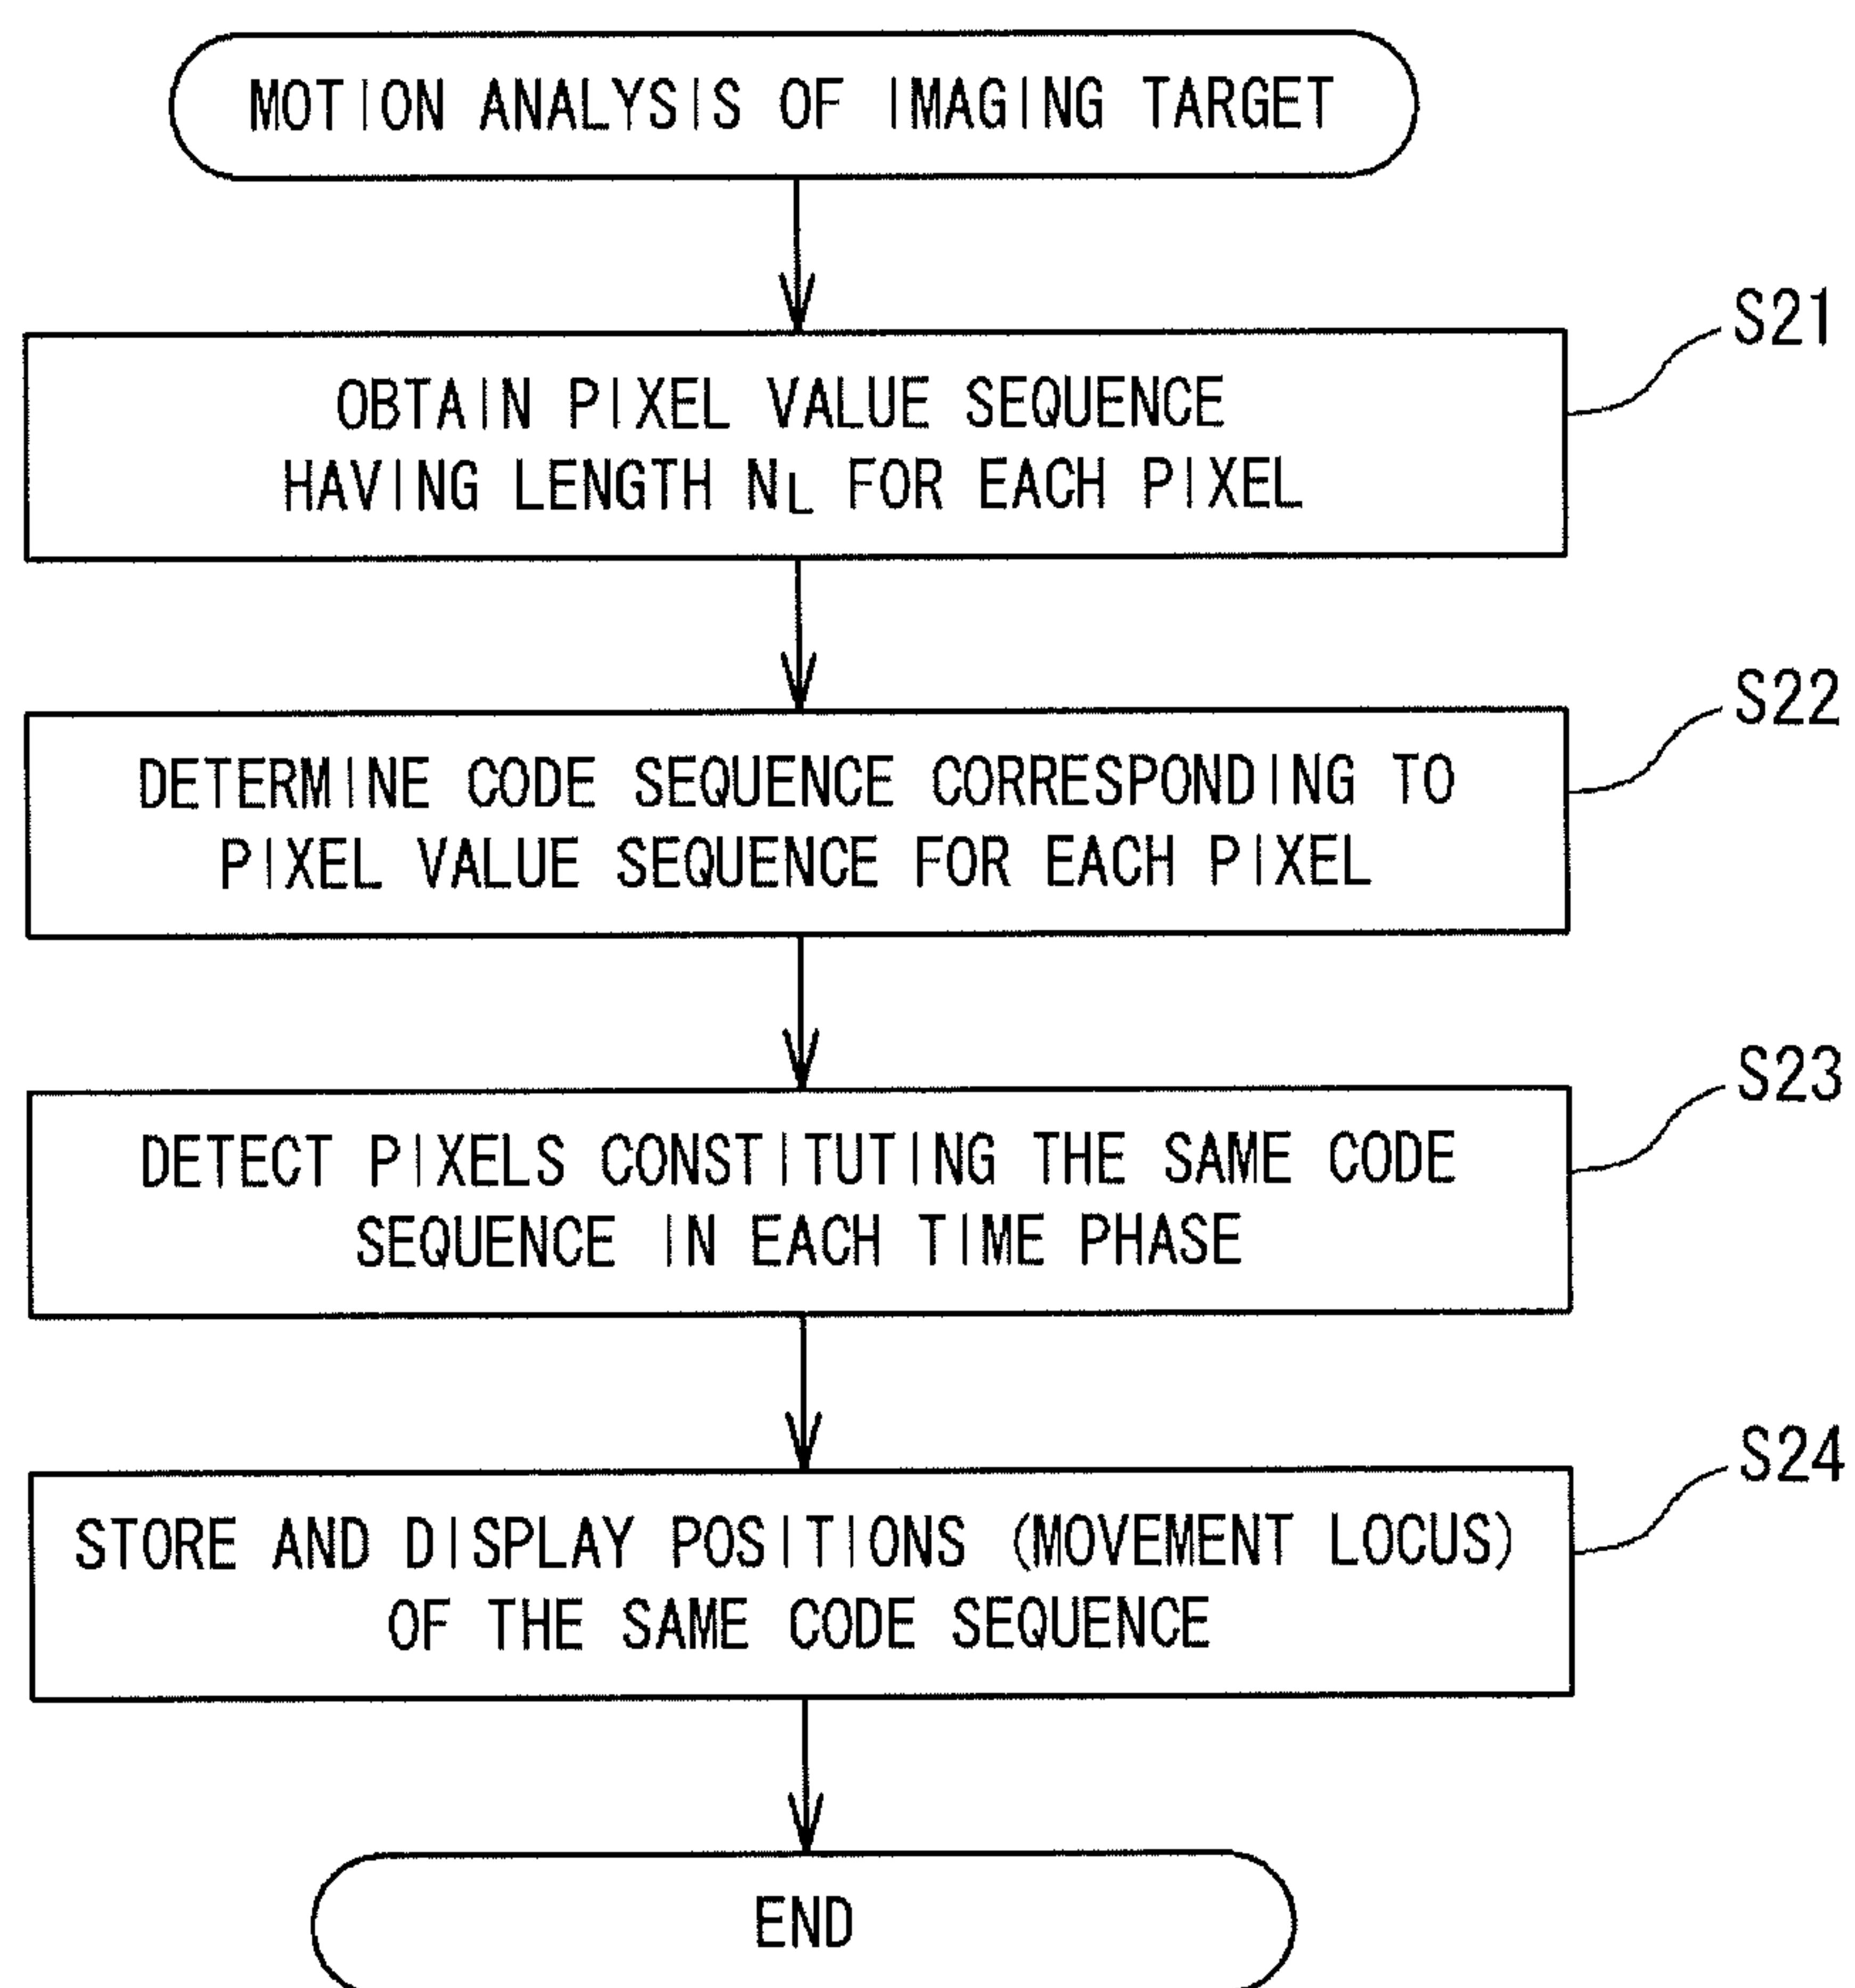 MOTION ANALYSIS OF IMAGING TARGET
S21
OBTAIN PIXEL VALUE SEQUENCE
HAVING LENGTH NL FOR EACH PIXEL
S22
DETERMINE CODE SEQUENCE CORRESPONDING TO
PIXEL VALUE SEQUENCE FOR EACH PIXEL
S23
DETECT PIXELS CONSTITUTING THE SAME CODE
SEQUENCE IN EACH TIME PHASE
S24
STORE AND DISPLAY POSITIONS (MOVEMENT LOCUS)
OF THE SAME CODE SEQUENCE
END